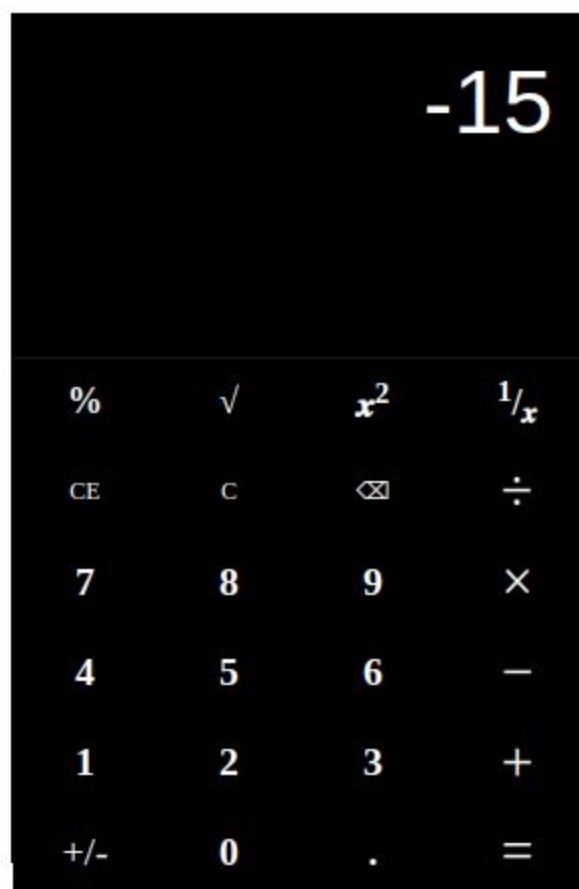 -15
% √ x² ¹/x
CE C ⌫ ÷
7 8 9 ×
4 5 6 −
1 2 3 +
+/- 0 . =